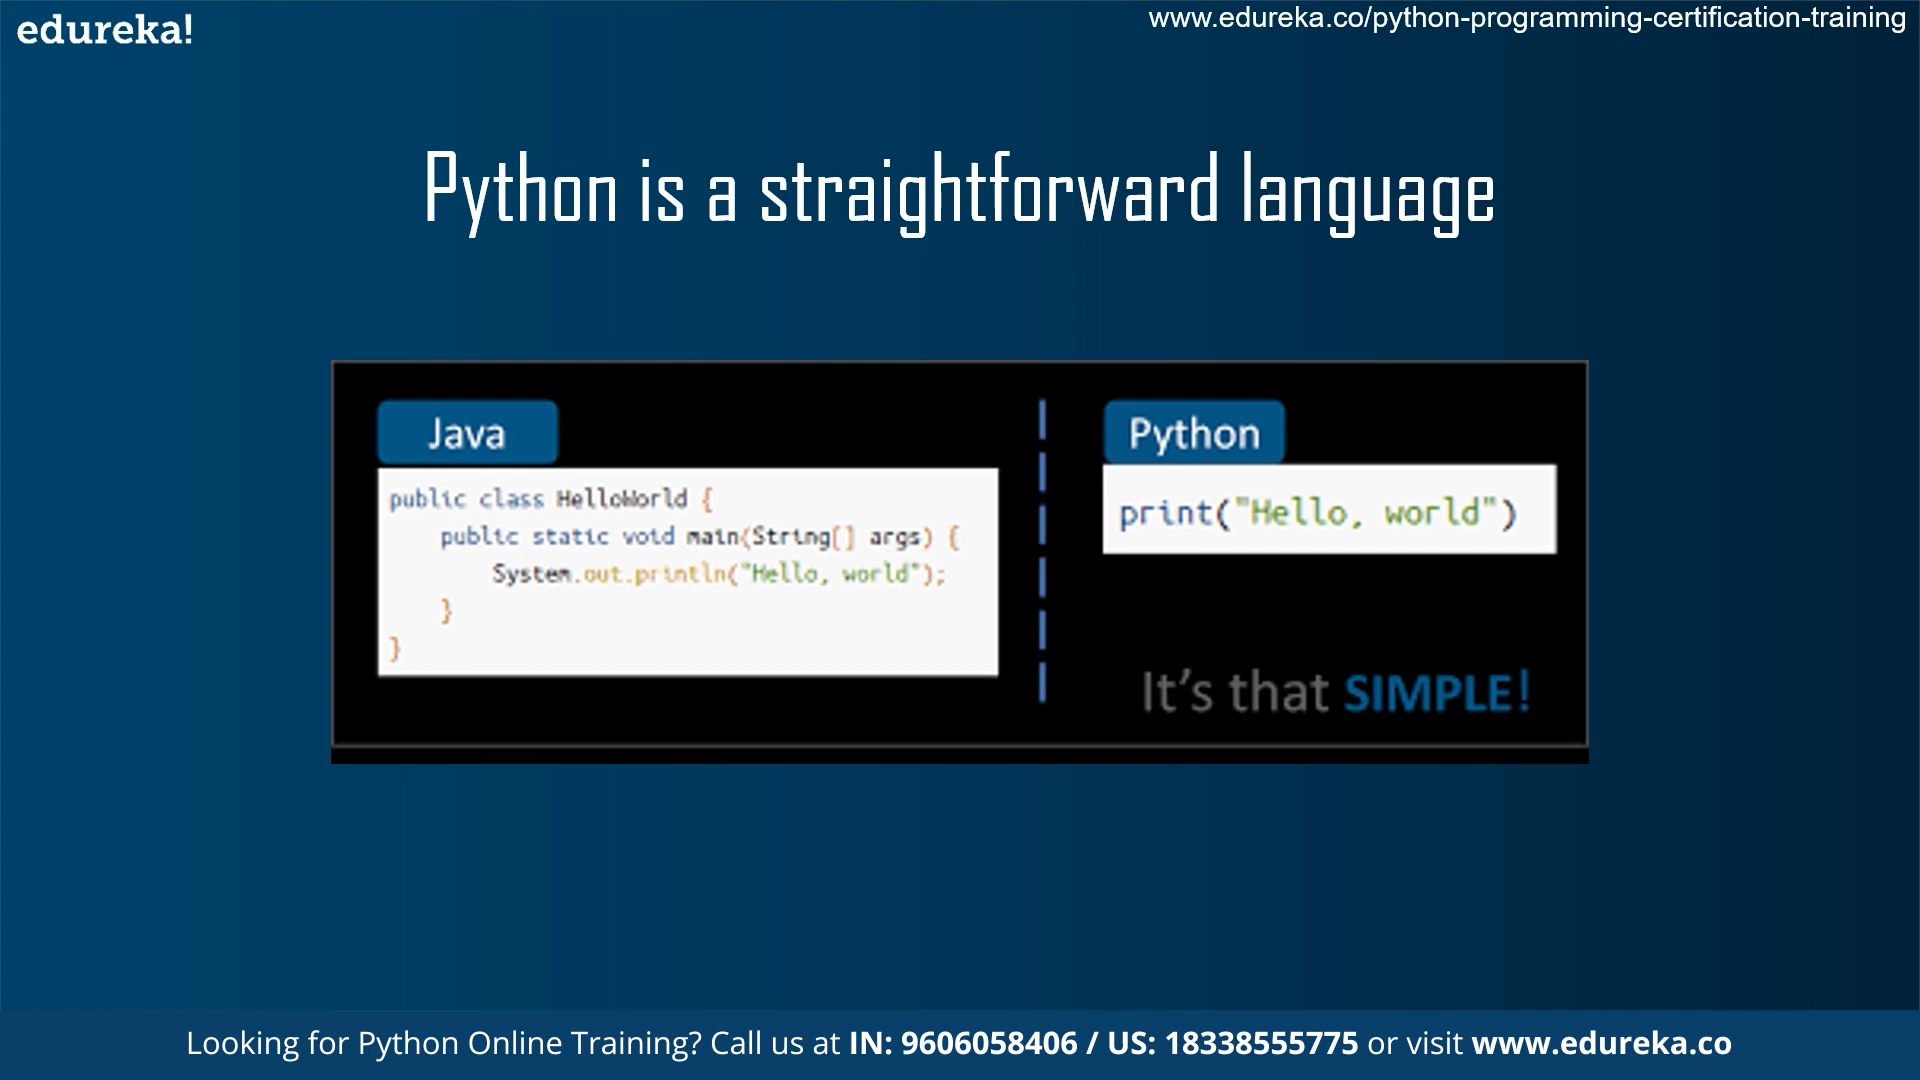 edureka!
www.edureka.co/python-programming-certification-training
Python is a straightforward language
Java
public class HelloWorld {
public static void main(String[] args) {
System.out.println("Hello, world");
}
}
Python
print("Hello, world")
It's that SIMPLE!
Looking for Python Online Training? Call us at IN: 9606058406 / US: 18338555775 or visit www.edureka.co